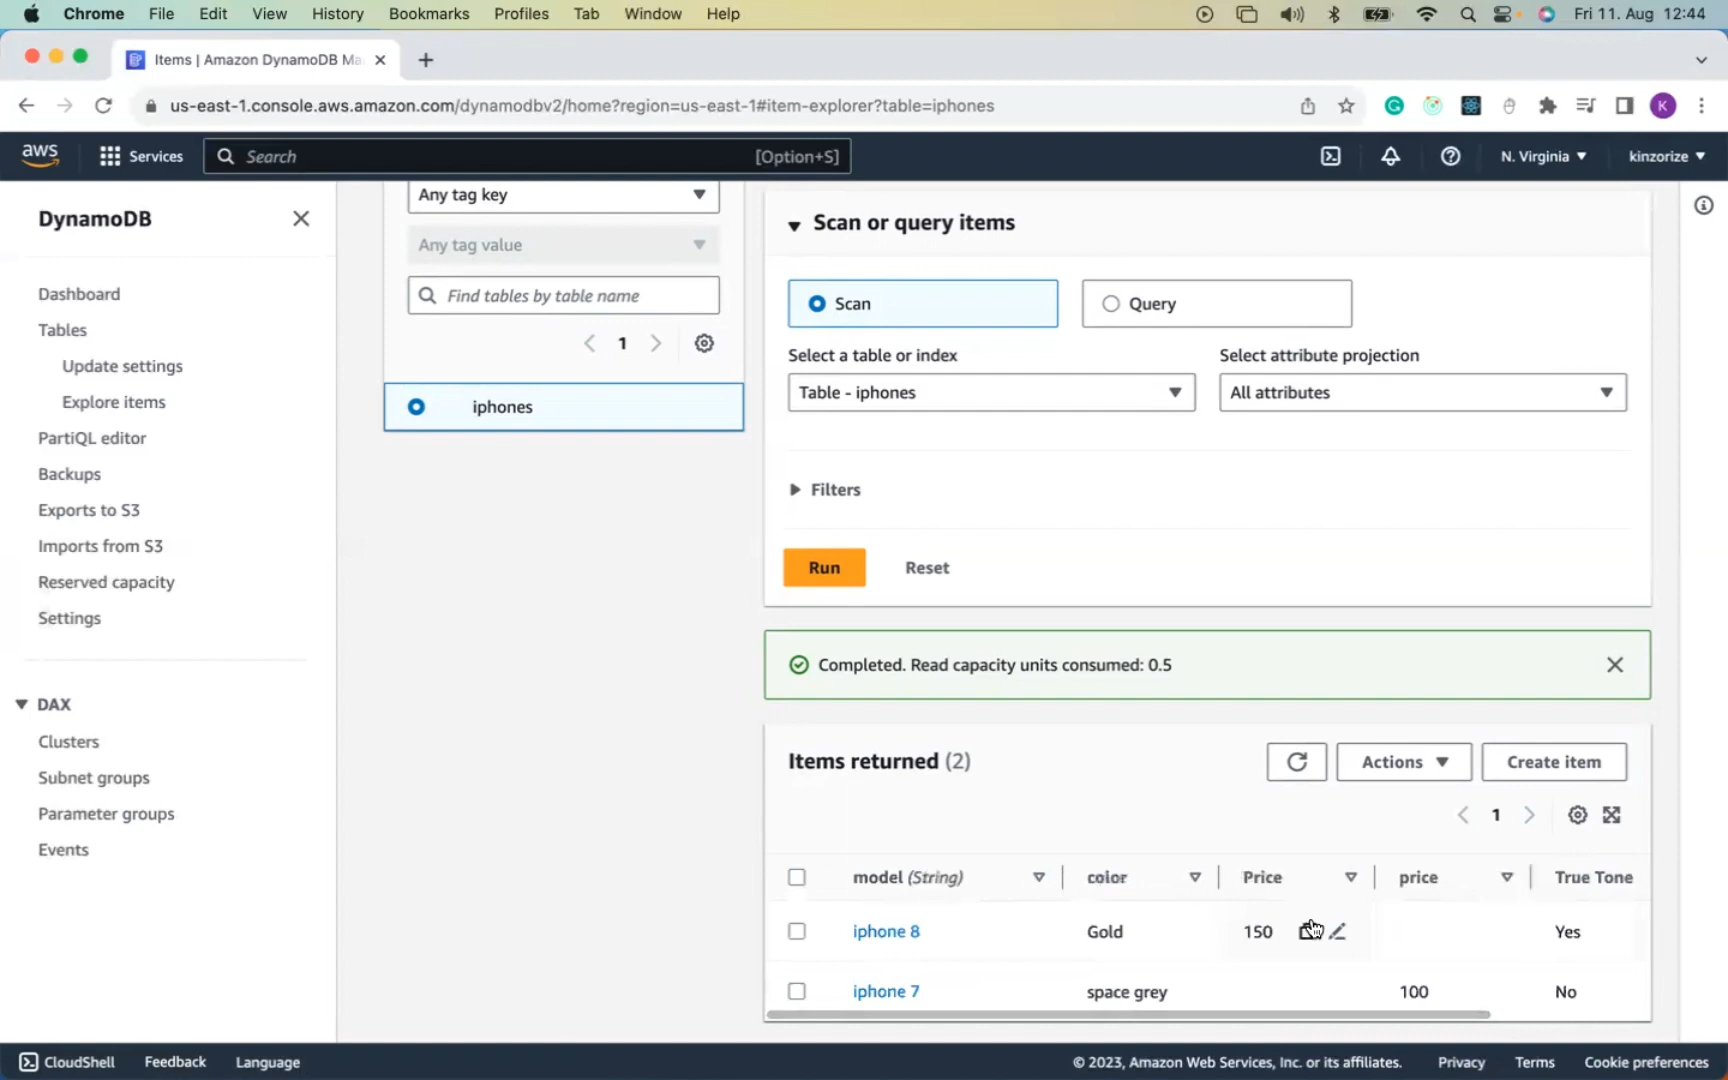 Chrome File Edit View History Bookmarks Profiles Tab Window Help Fri 11. Aug 12:44
Items | Amazon DynamoDB Ma
us-east-1.console.aws.amazon.com/dynamodbv2/home?region=us-east-1#item-explorer?table=iphones K
aws Services Search [Option+S] N. Virginia kinzorize
DynamoDB
Dashboard
Tables
Update settings
Explore items
PartiQL editor
Backups
Exports to S3
Imports from S3
Reserved capacity
Settings
DAX
Clusters
Subnet groups
Parameter groups
Events
Any tag key
Any tag value
Find tables by table name
1
iphones
Scan or query items
Scan Query
Select a table or index Select attribute projection
Table - iphones All attributes
Filters
Run Reset
Completed. Read capacity units consumed: 0.5
Items returned (2) Actions Create item
1
model (String) color Price price True Tone
iphone 8 Gold 150 Yes
iphone 7 space grey 100 No
CloudShell Feedback Language © 2023, Amazon Web Services, Inc. or its affiliates. Privacy Terms Cookie preferences